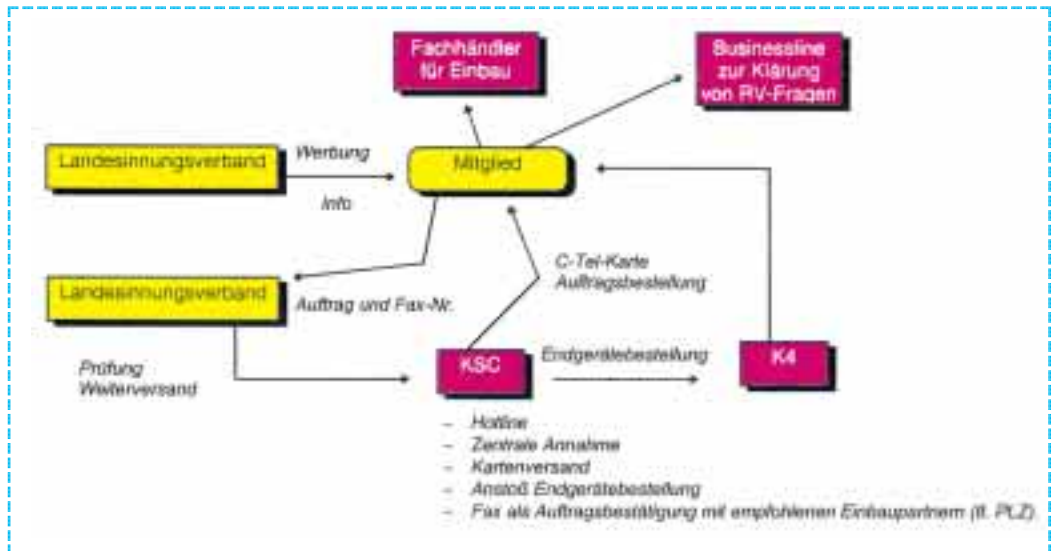 Fachhändler
für Einbau
Businessline
zur Klärung
von RV-Fragen
Landesinnungsverband
Werbung
Info
Mitglied
C-Tel-Karte
Auftragsbestellung
Landesinnungsverband
Auftrag und Fax-Nr.
Prüfung
Weiterversand
KSC
Endgerätebestellung
K4
– Hotline
– Zentrale Annahme
– Kartenversand
– Anstoß Endgerätebestellung
– Fax als Auftragsbestätigung mit empfohlenen Einbaupartnern (lt. PLZ)